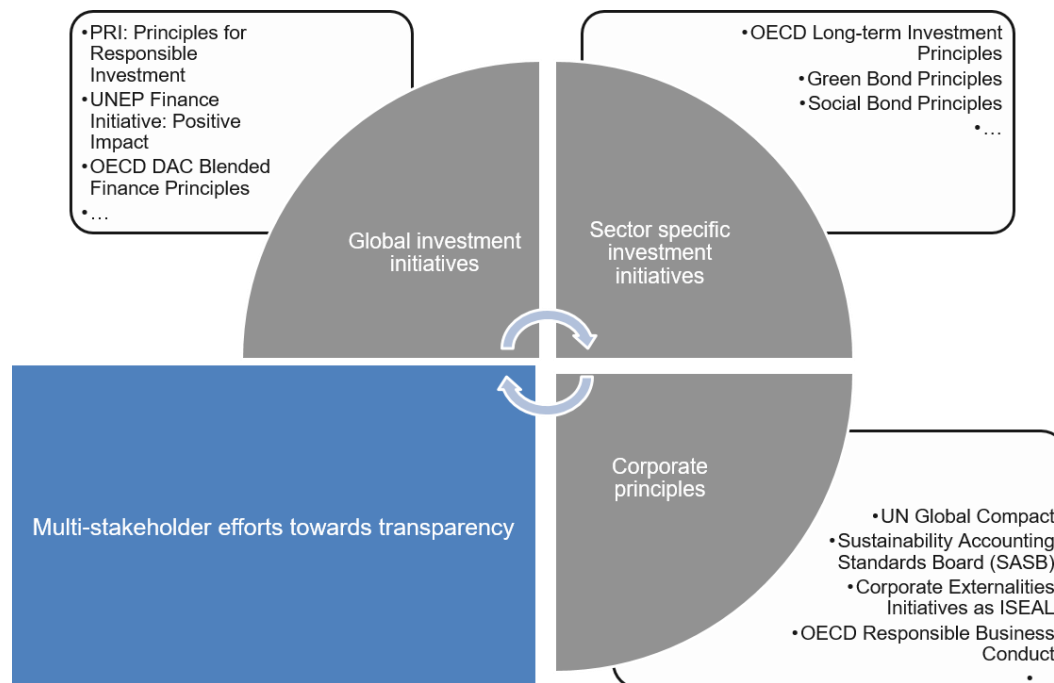 •PRI: Principles for
Responsible
Investment
•UNEP Finance
Initiative: Positive
Impact
•OECD DAC Blended
Finance Principles
•…
•OECD Long-term Investment
Principles
•Green Bond Principles
•Social Bond Principles
•…
Global investment
initiatives
Sector specific
investment
initiatives
Multi-stakeholder efforts towards transparency
Corporate
principles
•UN Global Compact
•Sustainability Accounting
Standards Board (SASB)
•Corporate Externalities
Initiatives as ISEAL
•OECD Responsible Business
Conduct
•